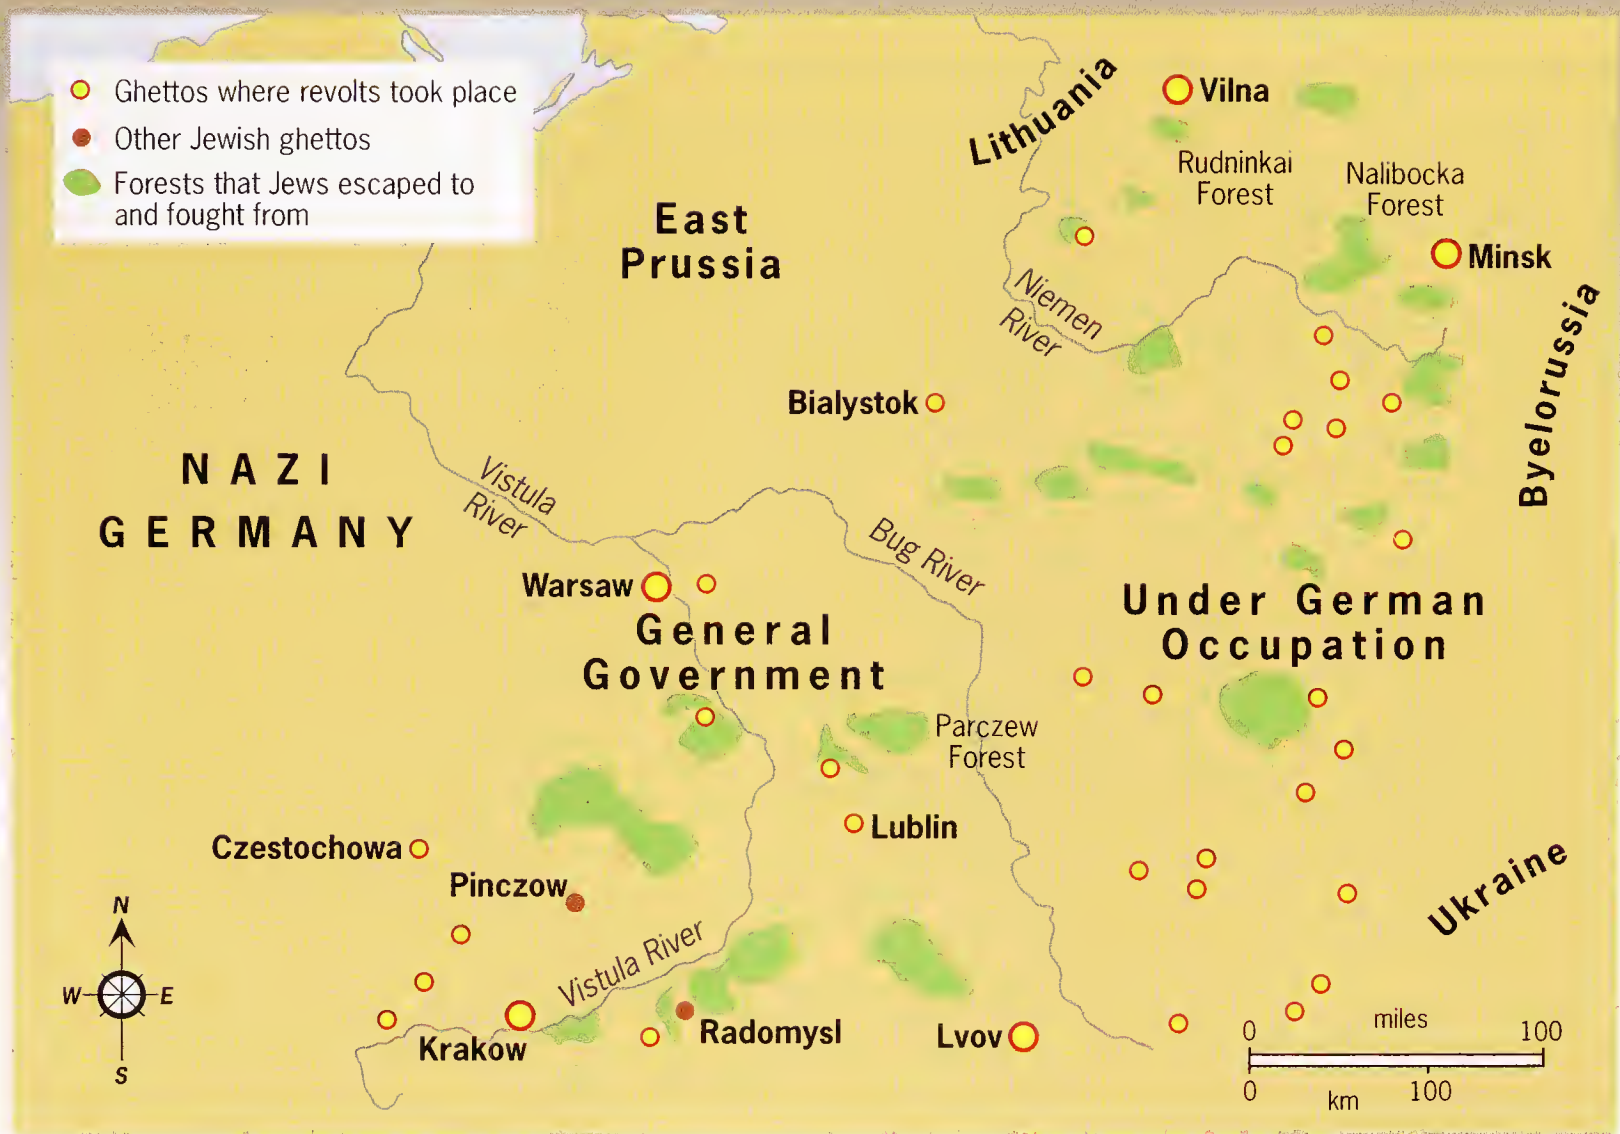 Ghettos where revolts took place
Other Jewish ghettos
Forests that Jews escaped to
and fought from
Lithuania
Vilna
Rudninkai
Forest
Nalibocka
Forest
East
Prussia
Minsk
Niemen
River
Byelorussia
Bialystok
NAZI
GERMANY
Vistula
River
Bug River
Warsaw
General
Government
Under German
Occupation
Parczew
Forest
Lublin
Czestochowa
Pinczow
Ukraine
N
W
E
S
Vistula River
Krakow
Radomysl
Lvov
0 miles 100
0 km 100